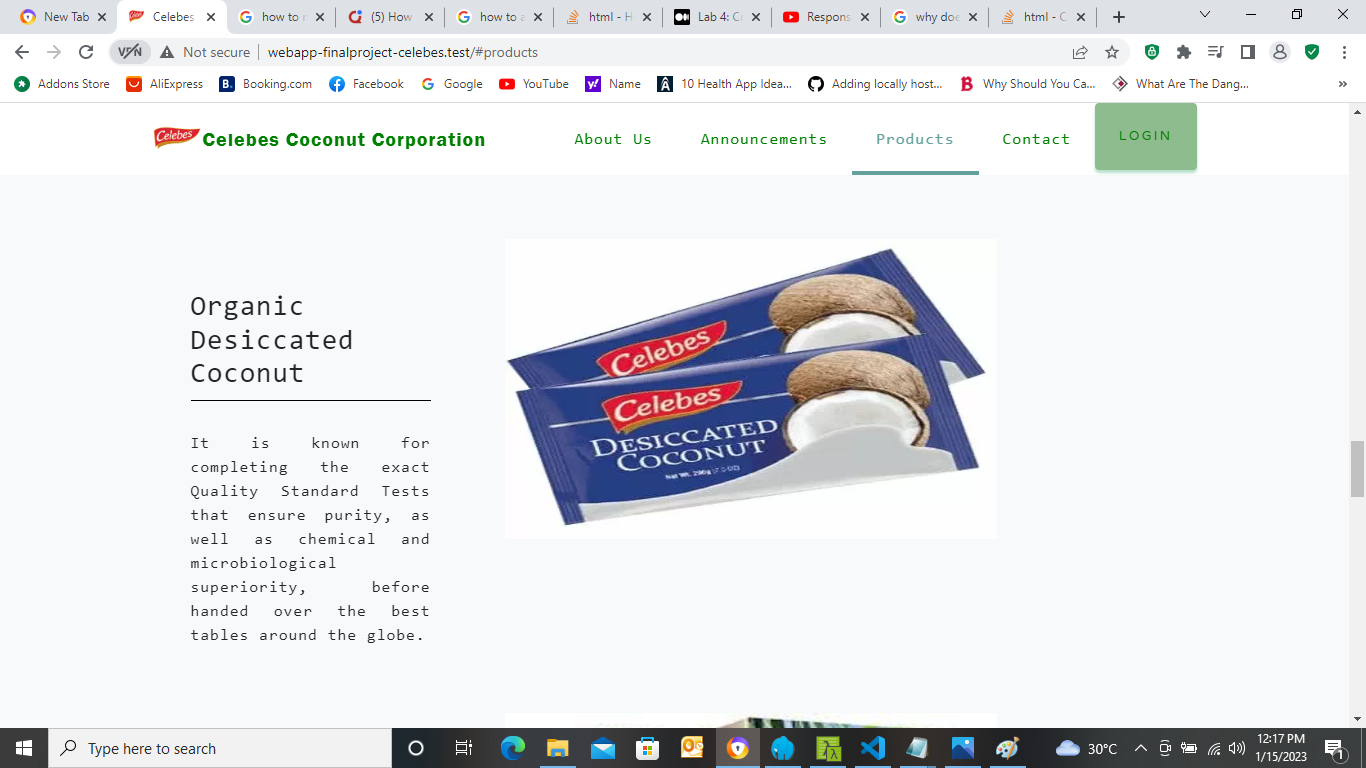 New Tab
Celebes
how to r
(5) How
how to a
html - H
Lab 4: C
Respons
why doe
html - C
VPN
Not secure
webapp-finalproject-celebes.test/#products
Addons Store
AliExpress
Booking.com
Facebook
Google
YouTube
Name
10 Health App Idea...
Adding locally host...
Why Should You Ca...
What Are The Dang...
»
Celebes
Celebes Coconut Corporation
About Us
Announcements
Products
Contact
LOGIN
Organic
Desiccated
Coconut
It is known for
completing the exact
Quality Standard Tests
that ensure purity, as
well as chemical and
microbiological
superiority, before
handed over the best
tables around the globe.
Celebes
Celebes
DESICCATED
COCONUT
Net Wt. 200g
Type here to search
30°C
12:17 PM
1/15/2023
1